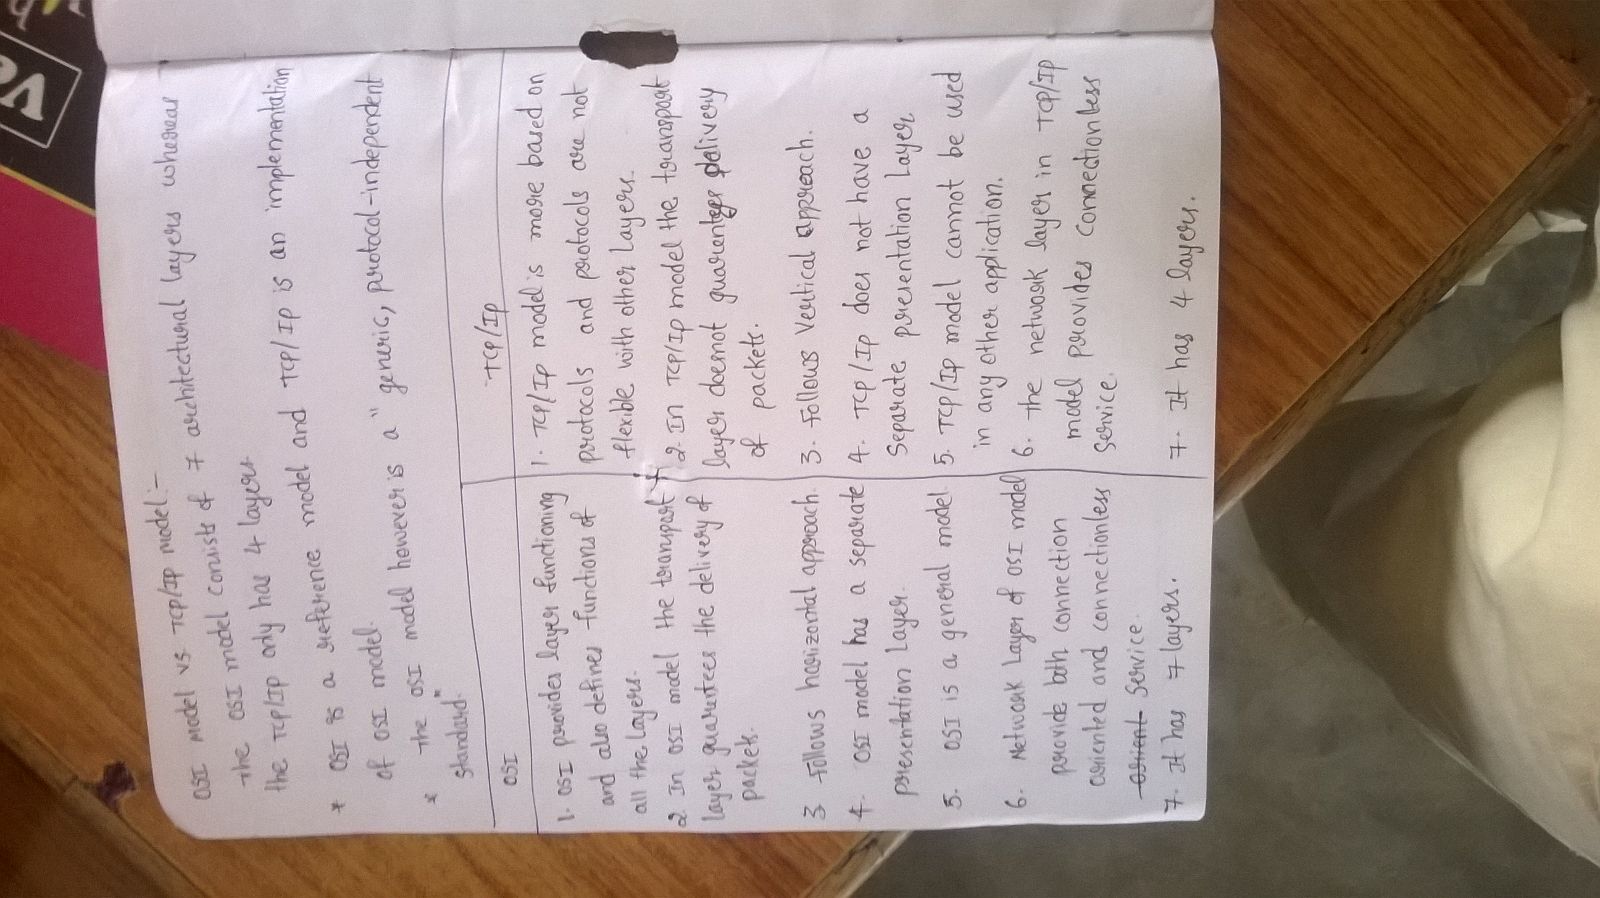 OSI Model vs TCP/IP model:-
The OSI model consists of 7 architectural layers whereas
the TCP/IP only has 4 layers
* OSI is a reference model and TCP/IP is an implementation
of OSI model.
* The OSI model however is a "generic, protocol-independent
standard."
OSI
TCP/IP
1. OSI provides layer functioning
and also defines functions of
all the layers.
2. In OSI model the transport
layer guarentees the delivery of
packets.
3 Follows horizontal approach.
4. OSI model has a separate
presentation Layer.
5. OSI is a general model.
6. Network Layer of OSI model
provide both connection
oriented and connectionless
orient service.
7. It has 7 layers.
1. TCP/IP model is more based on
protocols and protocols are not
flexible with other Layers.
2. In TCP/IP model the transport
layer doesnot guarentees delivery
of packets.
3. Follows Vertical Approach.
4. TCP/IP does not have a
Separate presentation Layer
5. TCP/IP model cannot be used
in any other application.
6. The network layer in TCP/IP
model provides connectionless
service.
7. It has 4 layers.